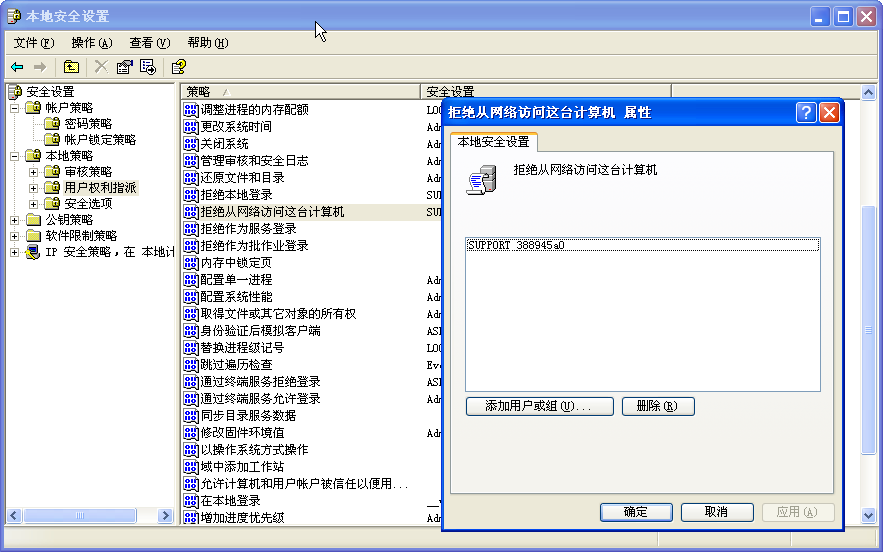 本地安全设置
文件(F) 操作(A) 查看(V) 帮助(H)
安全设置
帐户策略
密码策略
帐户锁定策略
本地策略
审核策略
用户权利指派
安全选项
公钥策略
软件限制策略
IP 安全策略，在 本地计
策略 安全设置
调整进程的内存配额 LOC
更改系统时间 Adm
关闭系统 Adm
管理审核和安全日志 Adm
还原文件和目录 Adm
拒绝本地登录 SUP
拒绝从网络访问这台计算机 SUP
拒绝作为服务登录
拒绝作为批作业登录
内存中锁定页
配置单一进程 Adm
配置系统性能 Adm
取得文件或其它对象的所有权 Adm
身份验证后模拟客户端 ASP
替换进程级记号 LOC
跳过遍历检查 Eve
通过终端服务拒绝登录 ASP
通过终端服务允许登录 Adm
同步目录服务数据
修改固件环境值 Adm
以操作系统方式操作
域中添加工作站
允许计算机和用户帐户被信任以便用...
在本地登录
增加进度优先级 Adm
拒绝从网络访问这台计算机 属性
本地安全设置
拒绝从网络访问这台计算机
SUPPORT_388945a0
添加用户或组(U)... 删除(R)
确定 取消 应用(A)